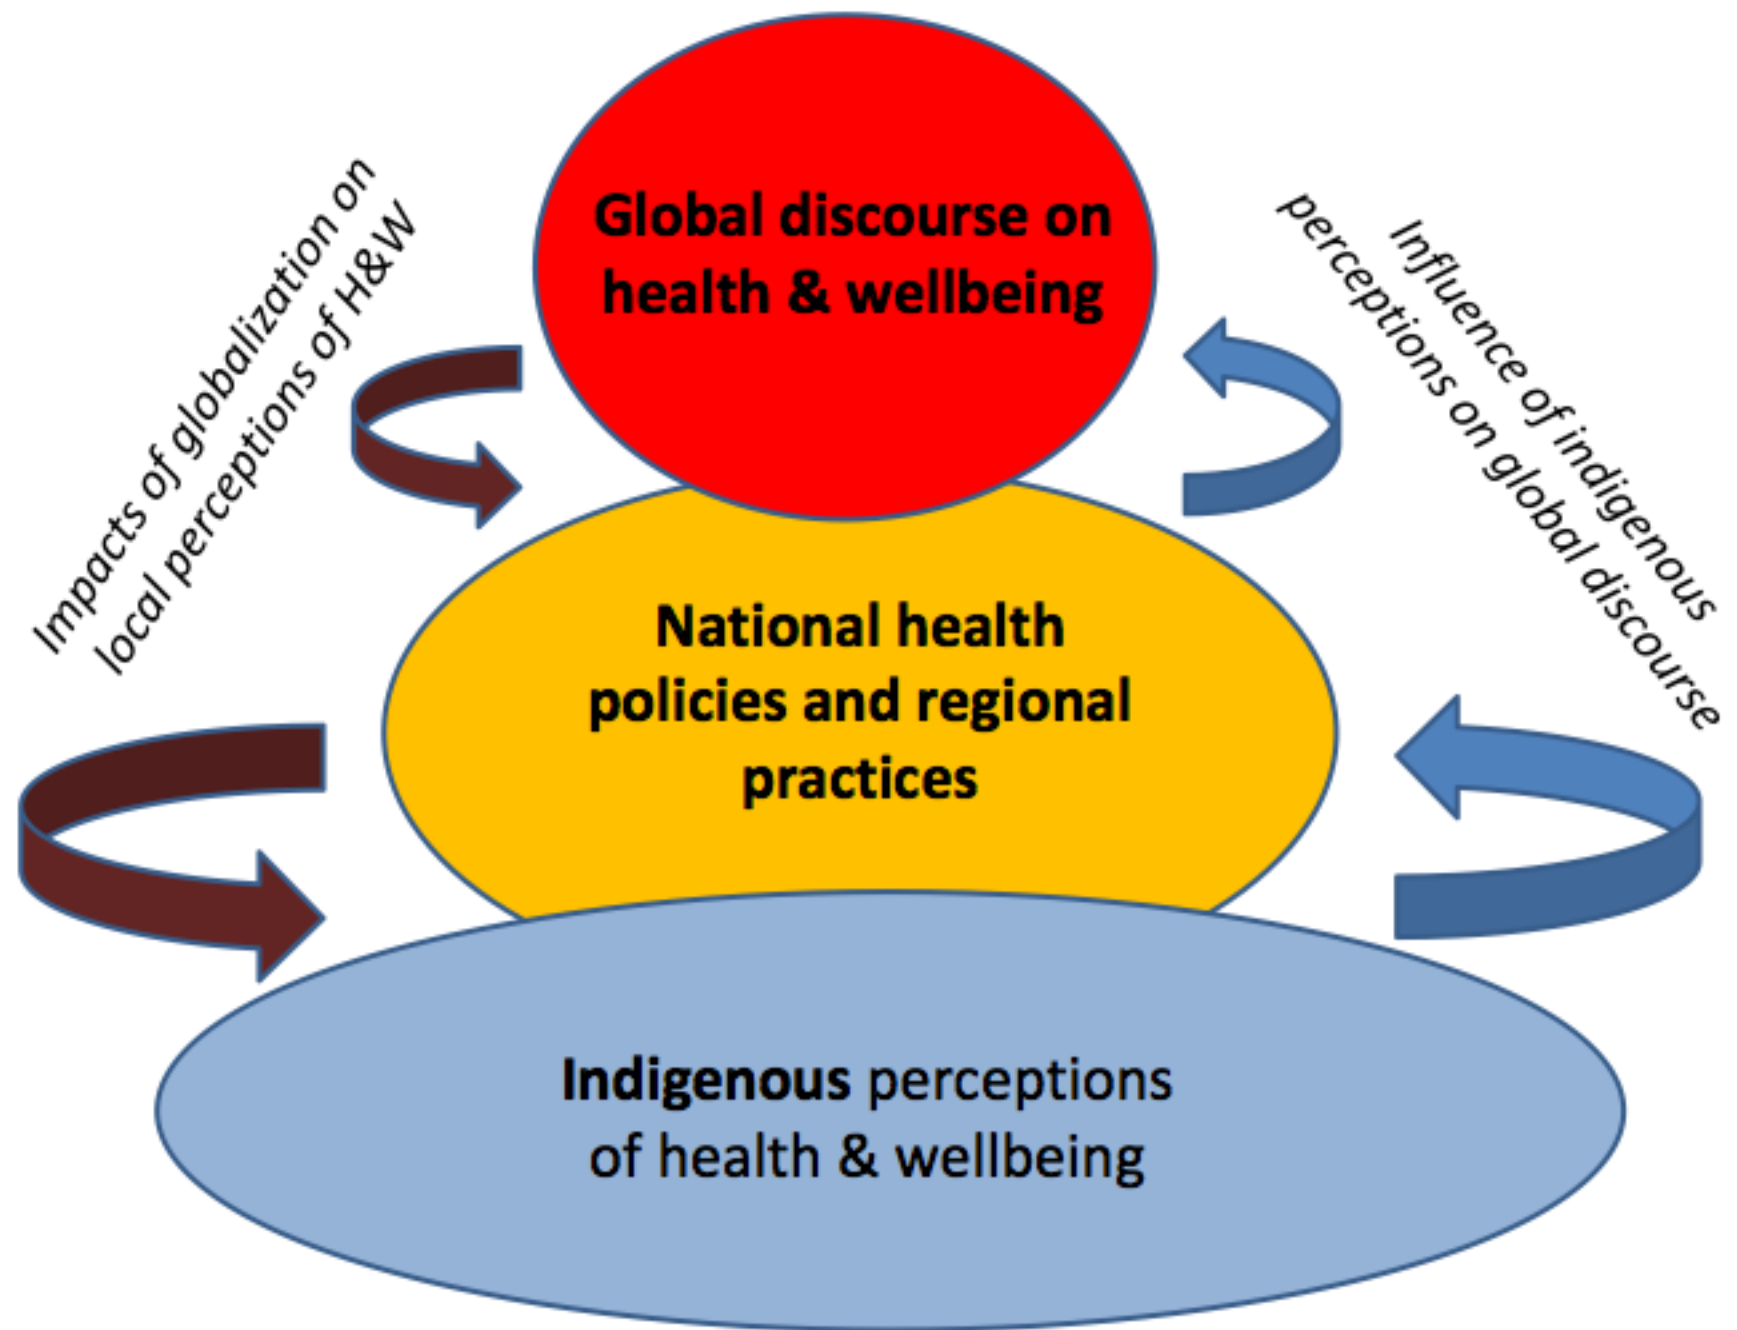 Global discourse on
health & wellbeing
Impacts of globalization on
local perceptions of H&W
Influence of indigenous
perceptions on global discourse
National health
policies and regional
practices
Indigenous perceptions
of health & wellbeing